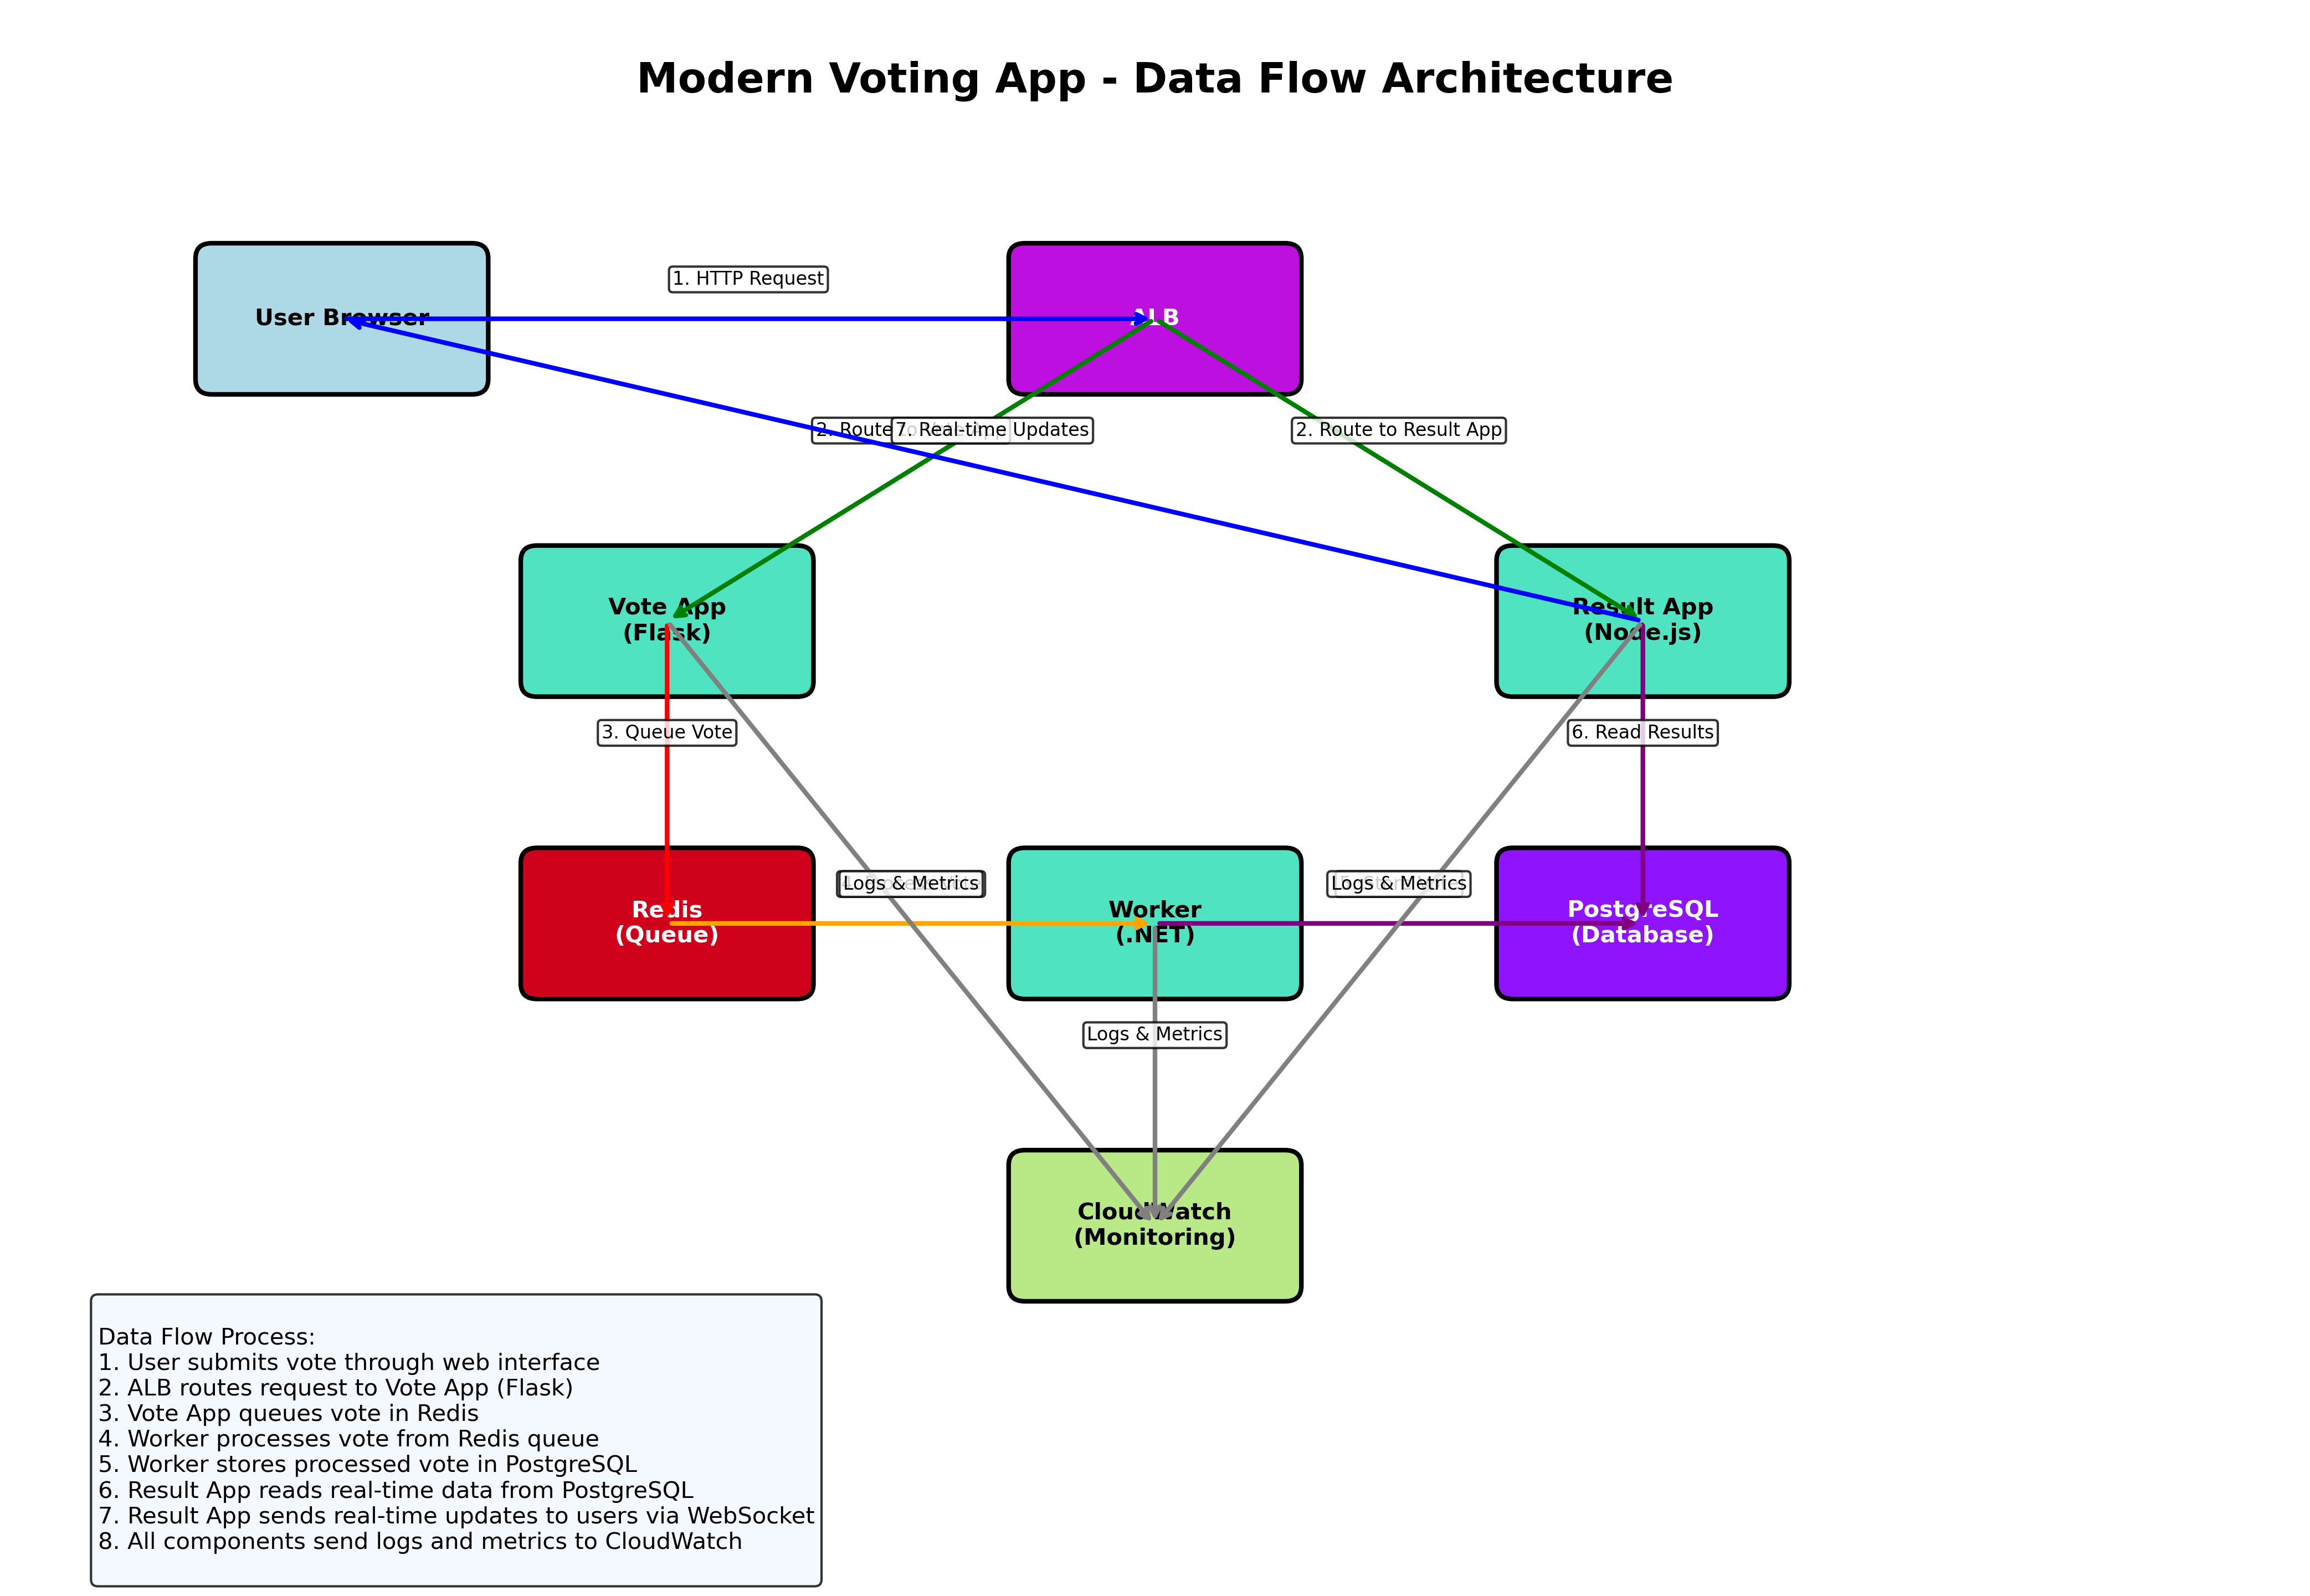 Modern Voting App - Data Flow Architecture
1. HTTP Request
User Browser
ALB
2. Route
7. Real-time Updates
2. Route to Result App
Vote App
(Flask)
Result App
(Node.js)
3. Queue Vote
6. Read Results
Logs & Metrics
Logs & Metrics
Redis
(Queue)
Worker
(.NET)
PostgreSQL
(Database)
Logs & Metrics
CloudWatch
(Monitoring)
Data Flow Process:
1. User submits vote through web interface
2. ALB routes request to Vote App (Flask)
3. Vote App queues vote in Redis
4. Worker processes vote from Redis queue
5. Worker stores processed vote in PostgreSQL
6. Result App reads real-time data from PostgreSQL
7. Result App sends real-time updates to users via WebSocket
8. All components send logs and metrics to CloudWatch